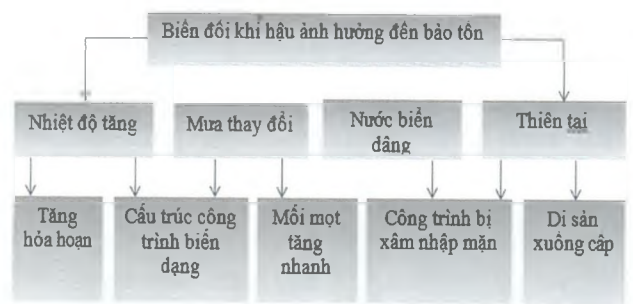 Biến đổi khí hậu ảnh hưởng đến bảo tồn
Nhiệt độ tăng
Mưa thay đổi
Nước biển
dâng
Thiên tai
Tăng
hỏa hoạn
Cấu trúc công
trình biến
dạng
Mối mọt
tăng
nhanh
Công trình bị
xâm nhập mặn
Di sản
xuống cấp